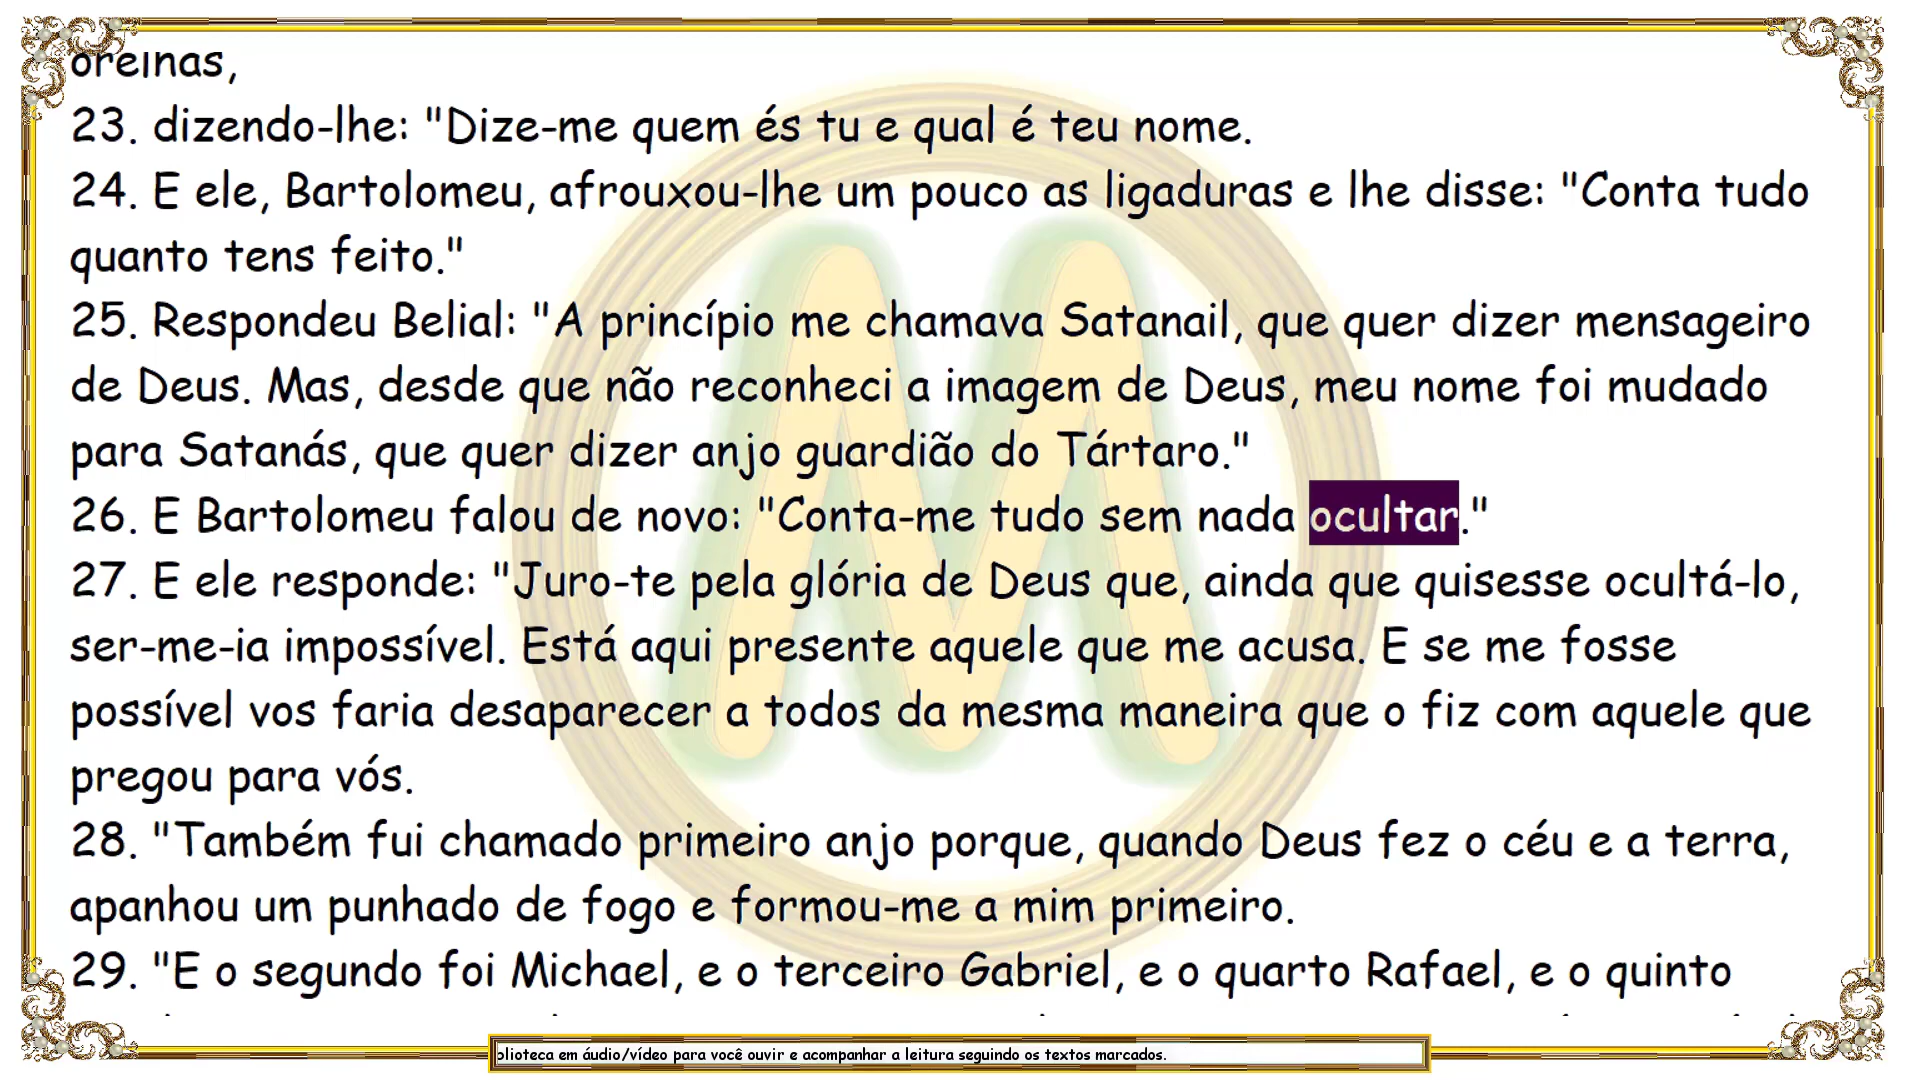 orelhas,
23. dizendo-lhe: "Dize-me quem és tu e qual é teu nome.
24. E ele, Bartolomeu, afrouxou-lhe um pouco as ligaduras e lhe disse: "Conta tudo
quanto tens feito."
25. Respondeu Belial: "A princípio me chamava Satanail, que quer dizer mensageiro
de Deus. Mas, desde que não reconheci a imagem de Deus, meu nome foi mudado
para Satanás, que quer dizer anjo guardião do Tártaro."
26. E Bartolomeu falou de novo: "Conta-me tudo sem nada ocultar."
27. E ele responde: "Juro-te pela glória de Deus que, ainda que quisesse ocultá-lo,
ser-me-ia impossível. Está aqui presente aquele que me acusa. E se me fosse
possível vos faria desaparecer a todos da mesma maneira que o fiz com aquele que
pregou para vós.
28. "Também fui chamado primeiro anjo porque, quando Deus fez o céu e a terra,
apanhou um punhado de fogo e formou-me a mim primeiro.
29. "E o segundo foi Michael, e o terceiro Gabriel, e o quarto Rafael, e o quinto
M
blioteca em áudio/vídeo para você ouvir e acompanhar a leitura seguindo os textos marcados.